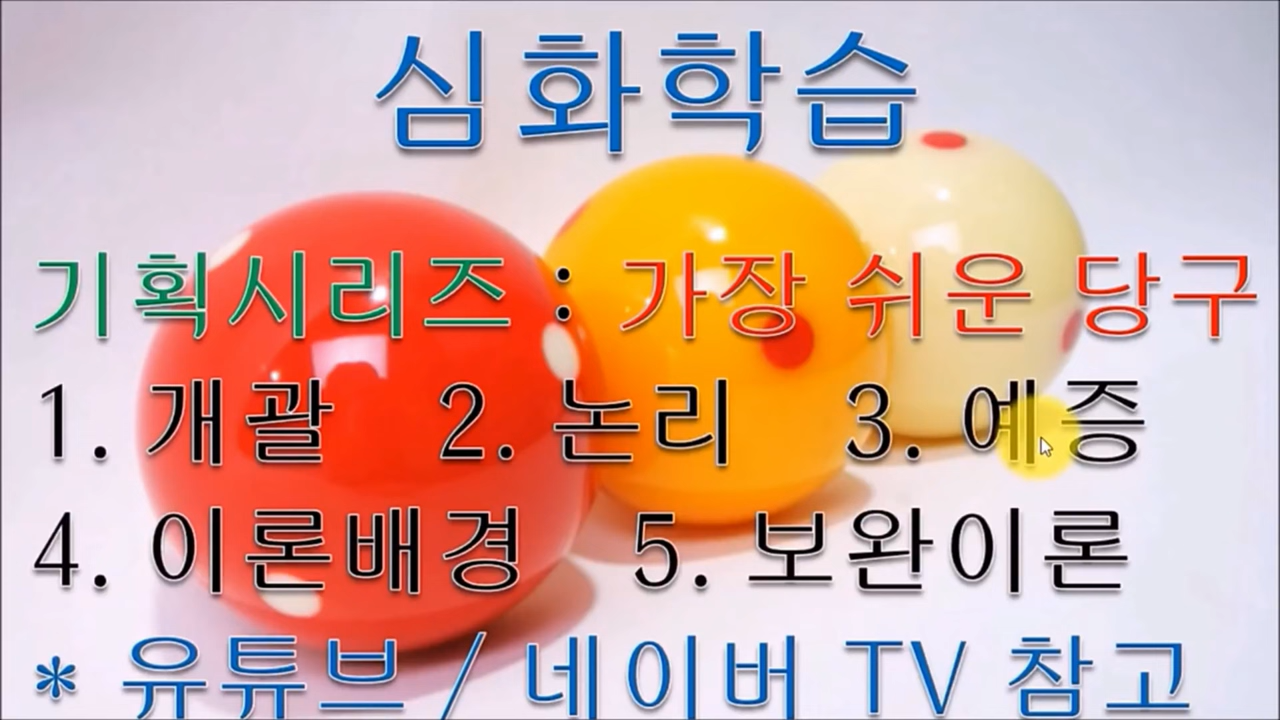 심화학습
기획시리즈 : 가장 쉬운 당구
1. 개괄 2. 논리 3. 예증
4. 이론배경 5. 보완이론
* 유튜브 / 네이버 TV 참고